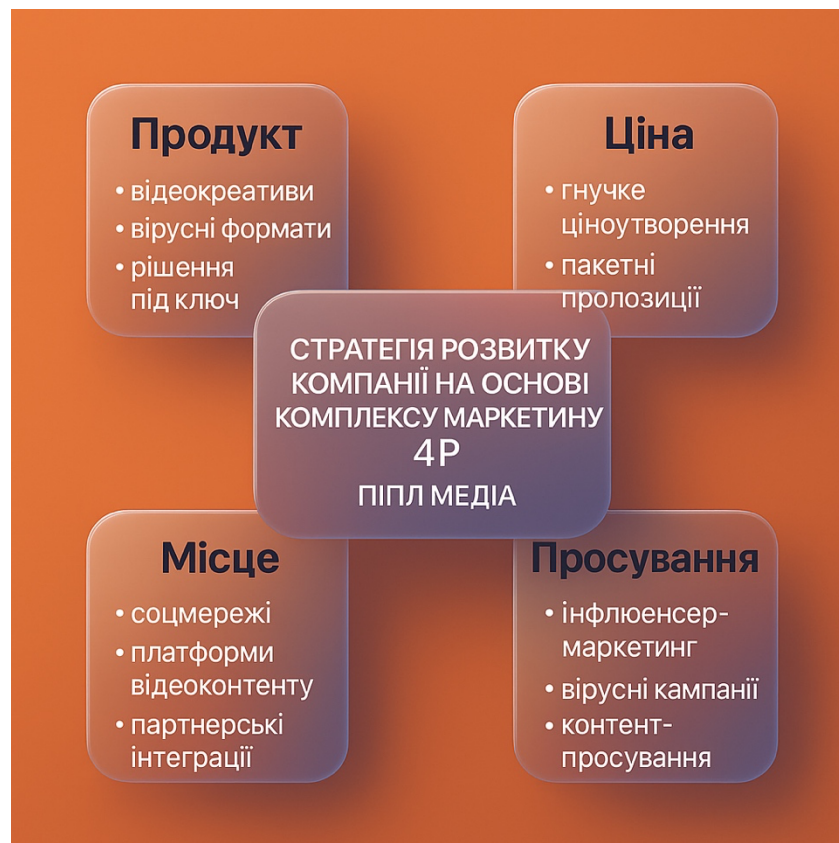 Продукт
• відеокреативи
• вірусні формати
• рішення
під ключ
Ціна
• гнучке
ціноутворення
• пакетні
пролозиції
СТРАТЕГІЯ РОЗВИТКУ
КОМПАНІЇ НА ОСНОВІ
КОМПЛЕКСУ МАРКЕТИНУ
4P
ПІПЛ МЕДІА
Місце
• соцмережі
• платформи
відеоконтенту
• партнерські
інтеграції
Просування
• інфлюенсер-
маркетинг
• вірусні кампанії
• контент-
просування